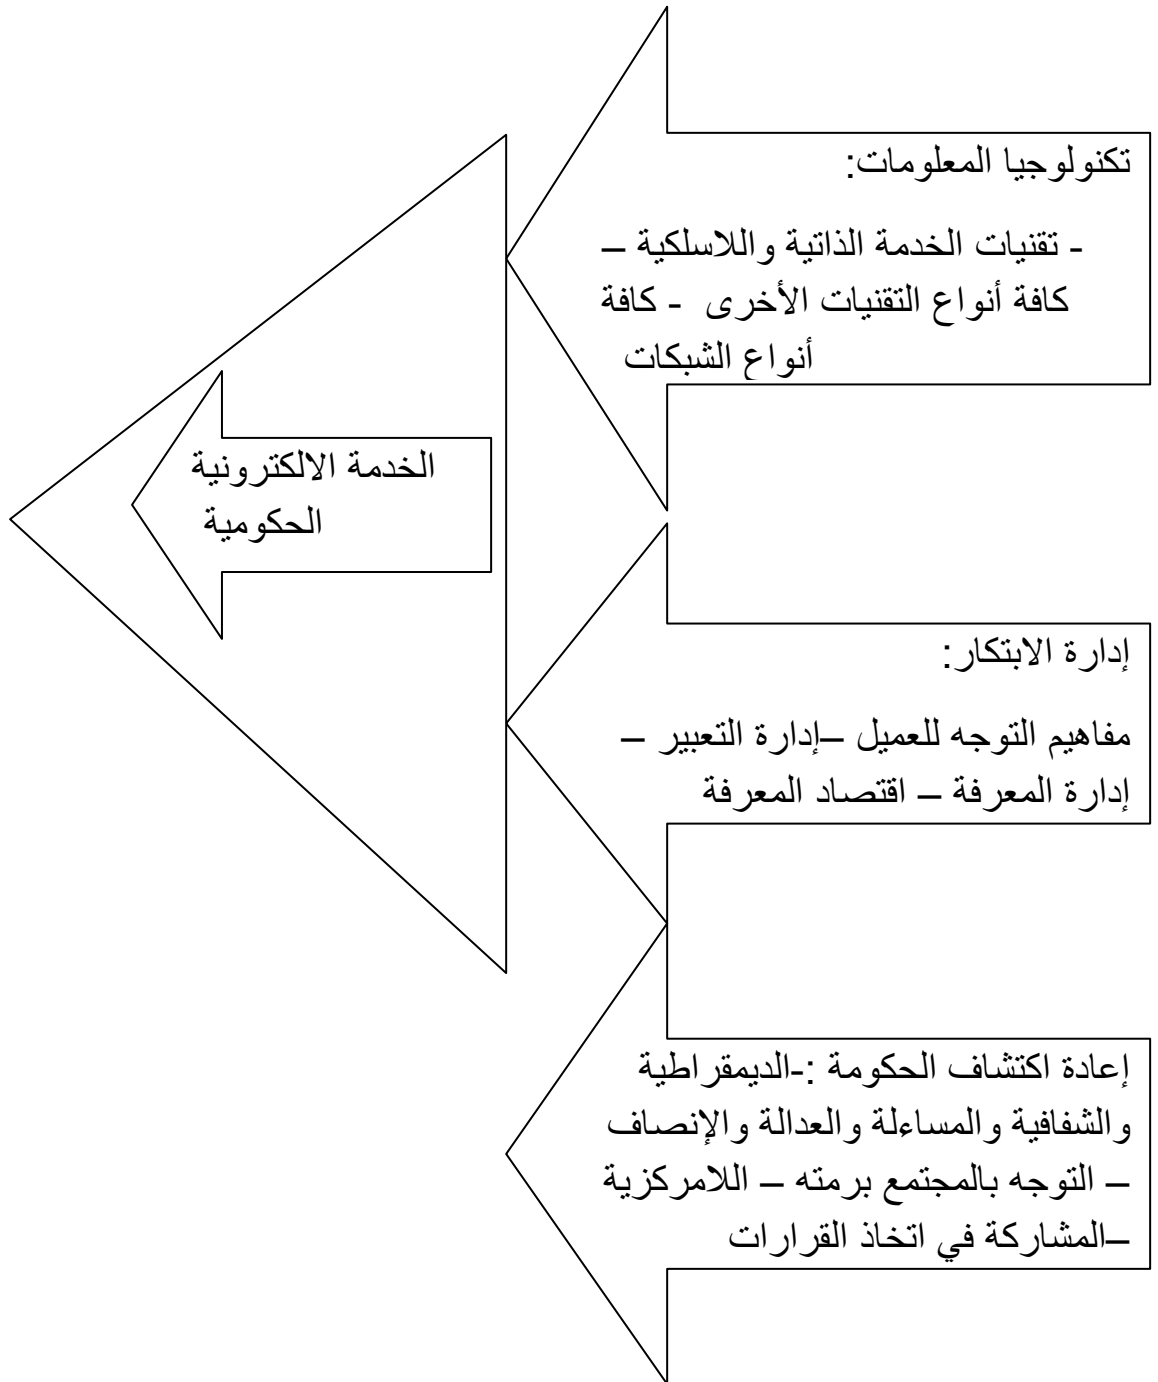 تكنولوجيا المعلومات:
- تقنيات الخدمة الذاتية واللاسلكية –
كافة أنواع التقنيات الأخرى - كافة
أنواع الشبكات
الخدمة الالكترونية
الحكومية
إدارة الابتكار:
مفاهيم التوجه للعميل –إدارة التعبير –
إدارة المعرفة – اقتصاد المعرفة
إعادة اكتشاف الحكومة :-الديمقراطية
والشفافية والمساءلة والعدالة والإنصاف
– التوجه بالمجتمع برمته – اللامركزية
–المشاركة في اتخاذ القرارات